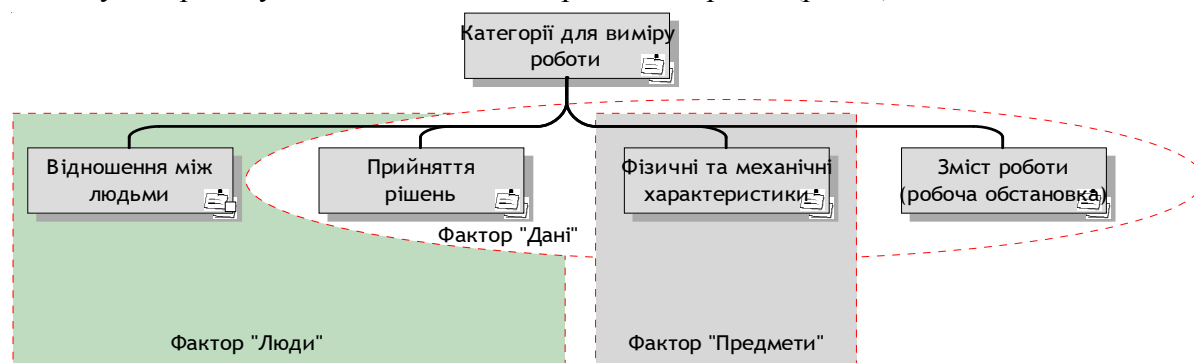 Категорії для виміру
роботи
Відношення між
людьми
Прийняття
рішень
Фізичні та механічні
характеристики
Зміст роботи
(робоча обстановка)
Фактор "Дані"
Фактор "Люди"
Фактор "Предмети"